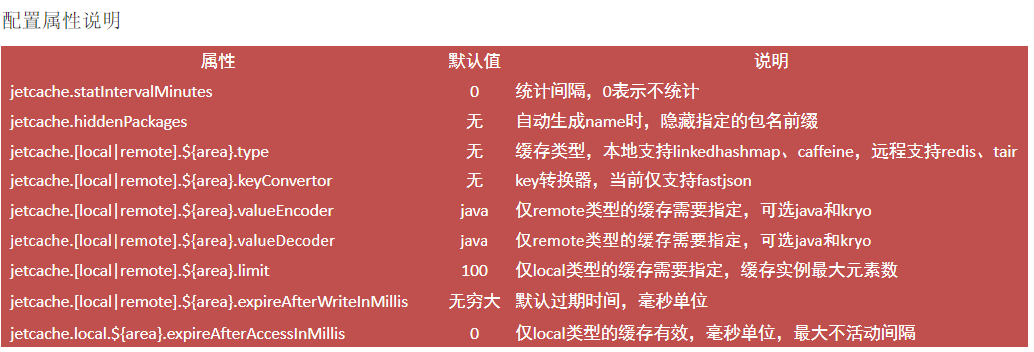 配置属性说明
属性 默认值 说明
jetcache.statIntervalMinutes 0 统计间隔，0表示不统计
jetcache.hiddenPackages 无 自动生成name时，隐藏指定的包名前缀
jetcache.[local|remote].${area}.type 无 缓存类型，本地支持linkedhashmap、caffeine，远程支持redis、tair
jetcache.[local|remote].${area}.keyConvertor 无 key转换器，当前仅支持fastjson
jetcache.[local|remote].${area}.valueEncoder java 仅remote类型的缓存需要指定，可选java和kryo
jetcache.[local|remote].${area}.valueDecoder java 仅remote类型的缓存需要指定，可选java和kryo
jetcache.[local|remote].${area}.limit 100 仅local类型的缓存需要指定，缓存实例最大元素数
jetcache.[local|remote].${area}.expireAfterWriteInMillis 无穷大 默认过期时间，毫秒单位
jetcache.local.${area}.expireAfterAccessInMillis 0 仅local类型的缓存有效，毫秒单位，最大不活动间隔